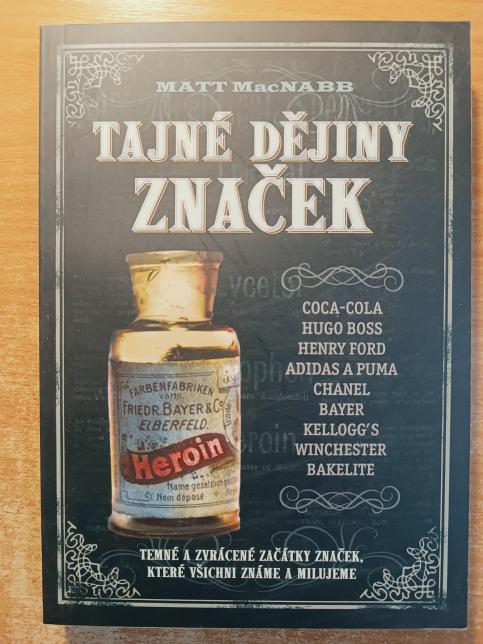 MATT MacNABB
TAJNÉ DĚJINY
ZNAČEK
COCA-COLA
HUGO BOSS
HENRY FORD
ADIDAS A PUMA
CHANEL
BAYER
KELLOGG'S
WINCHESTER
BAKELITE
FARBENFABRIKEN
VORM.
FRIEDR. BAYER & Co.
ELBERFELD.
Heroin
Name gesetzlich
Nom déposé
TEMNÉ A ZVRÁCENÉ ZAČÁTKY ZNAČEK,
KTERÉ VŠICHNI ZNÁME A MILUJEME